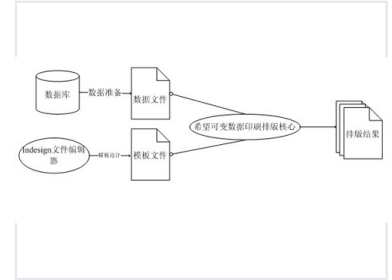 数据库
数据准备
数据文件
希望可变数据印刷排版核心
排版结果
Indesign文件编辑
器
模板设计
模板文件